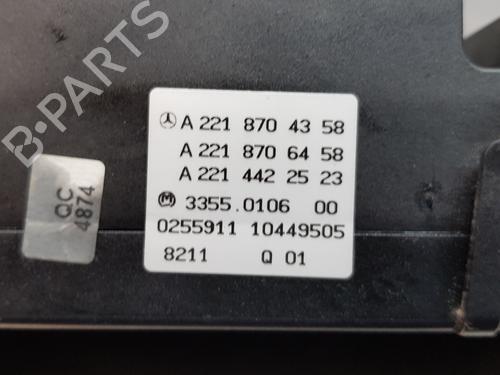 B-PARTS
A 221 870 43 58
A 221 870 64 58
A 221 442 25 23
3355.0106 00
0255911 10449505
8211 Q 01
QC
4874